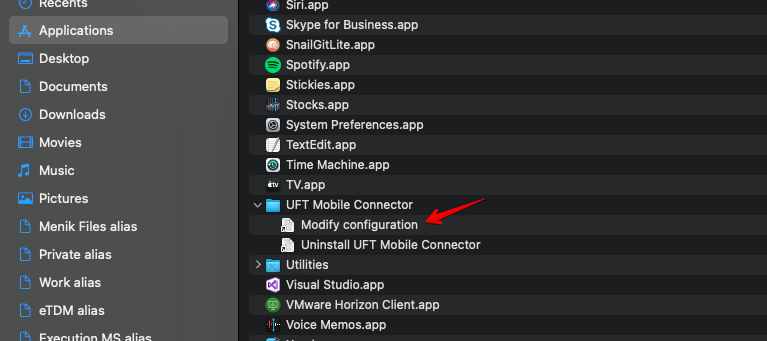 Recents
Applications
Desktop
Documents
Downloads
Movies
Music
Pictures
Menik Files alias
Private alias
Work alias
eTDM alias
Execution MS alias
Siri.app
Skype for Business.app
SnailGitLite.app
Spotify.app
Stickies.app
Stocks.app
System Preferences.app
TextEdit.app
Time Machine.app
tv
TV.app
UFT Mobile Connector
Modify configuration
Uninstall UFT Mobile Connector
Utilities
Visual Studio.app
VMware Horizon Client.app
Voice Memos.app